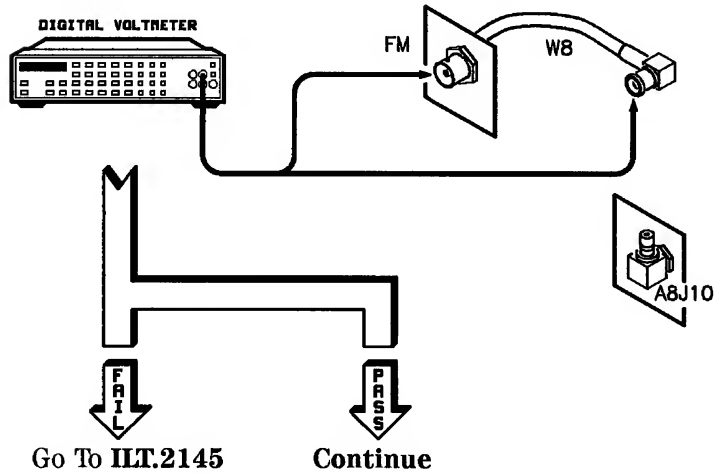 DIGITAL VOLTMETER
FM
W8
A8J10
FAIL
PASS
Go To ILT.2145
Continue